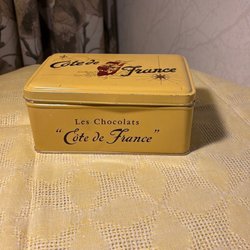 Côte de France
Les Chocolats
"Côte de France"